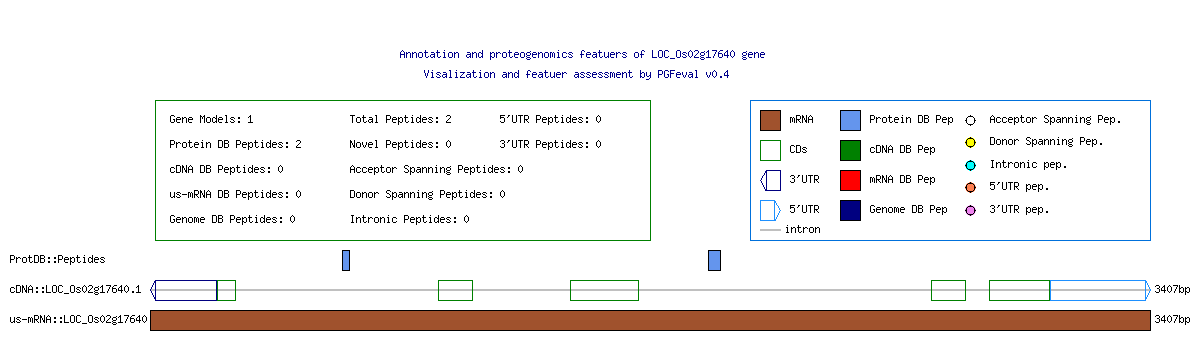 Annotation and proteogenomics featuers of LOC_Os02g17640 gene
Visalization and featuer assessment by PGFeval v0.4
Gene Models: 1
Total Peptides: 2
5'UTR Peptides: 0
Protein DB Peptides: 2
Novel Peptides: 0
3'UTR Peptides: 0
cDNA DB Peptides: 0
Acceptor Spanning Peptides: 0
us-mRNA DB Peptides: 0
Donor Spanning Peptides: 0
Genome DB Peptides: 0
Intronic Peptides: 0
mRNA
Protein DB Pep
Acceptor Spanning Pep.
CDs
cDNA DB Pep
Donor Spanning Pep.
3'UTR
mRNA DB Pep
Intronic pep.
5'UTR
Genome DB Pep
5'UTR pep.
3'UTR pep.
intron
ProtDB::Peptides
cDNA::LOC_Os02g17640.1
3407bp
us-mRNA::LOC_Os02g17640
3407bp